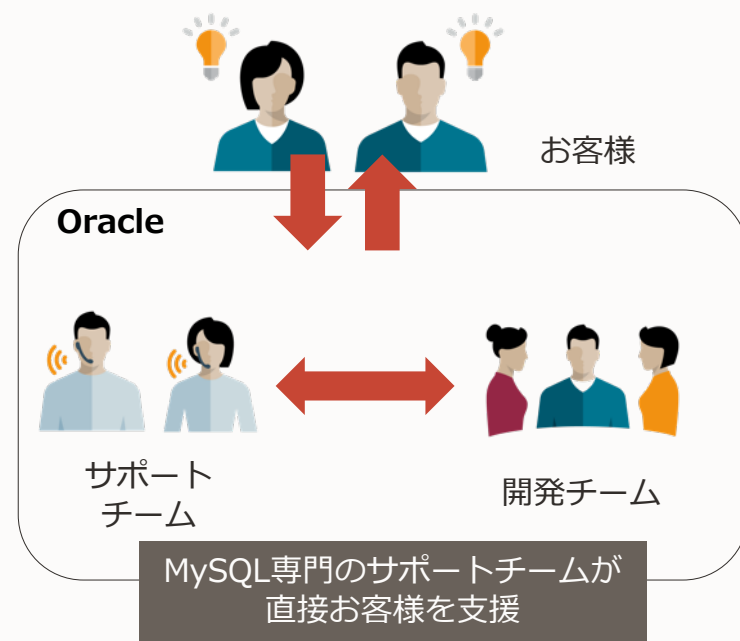 お客様
Oracle
サポート
チーム
開発チーム
MySQL専門のサポートチームが
直接お客様を支援